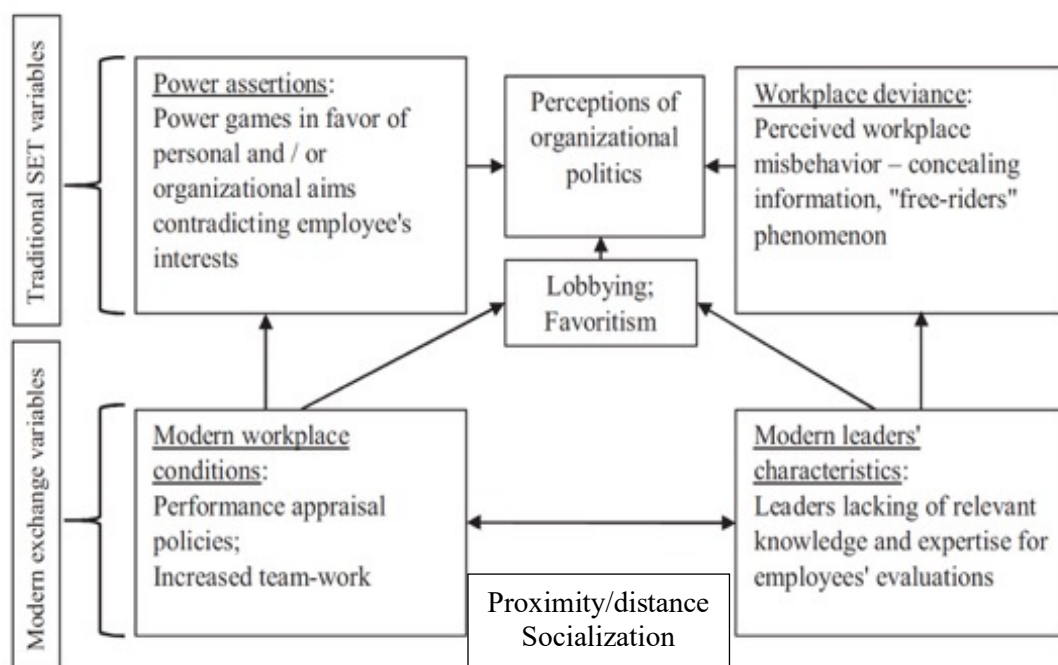 Traditional SET variables
Power assertions:
Power games in favor of
personal and / or
organizational aims
contradicting employee's
interests
Perceptions of
organizational
politics
Workplace deviance:
Perceived workplace
misbehavior – concealing
information, "free-riders"
phenomenon
Lobbying;
Favoritism
Modern exchange variables
Modern workplace
conditions:
Performance appraisal
policies;
Increased team-work
Modern leaders'
characteristics:
Leaders lacking of relevant
knowledge and expertise for
employees' evaluations
Proximity/distance
Socialization